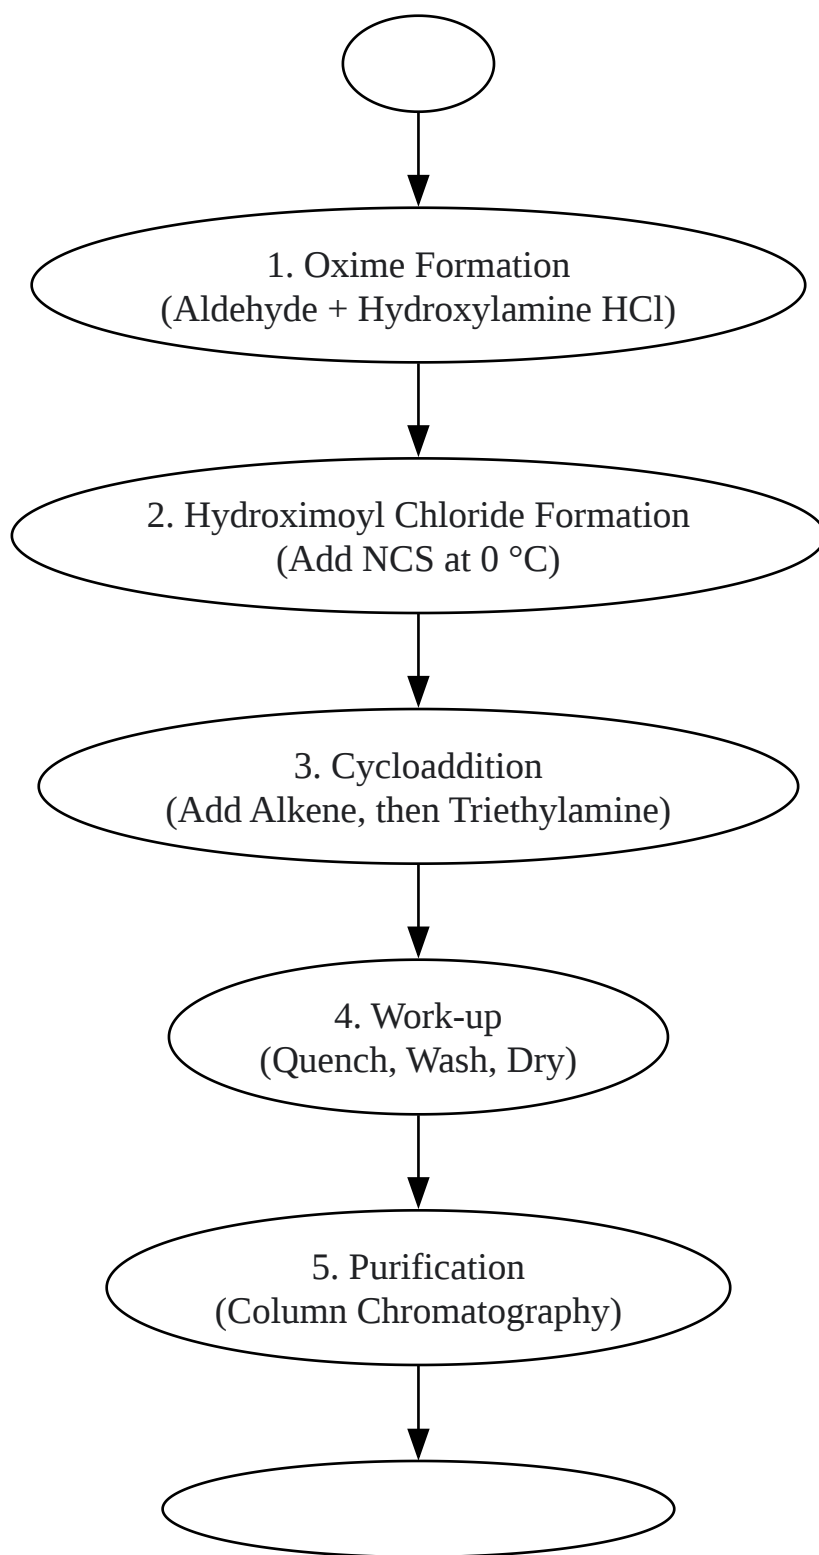 1. Oxime Formation
(Aldehyde + Hydroxylamine HCl)
2. Hydroximoyl Chloride Formation
(Add NCS at 0 °C)
3. Cycloaddition
(Add Alkene, then Triethylamine)
4. Work-up
(Quench, Wash, Dry)
5. Purification
(Column Chromatography)